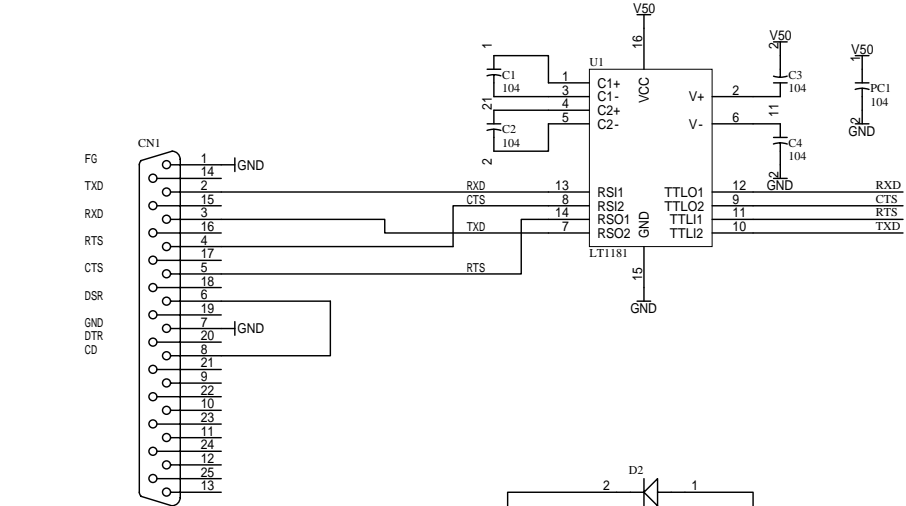 V50
16
U1
VCC
1
C1
104
21
C2
104
2
1
3
4
5
C1+
C1-
C2+
C2-
V+
V-
2
6
V50
2
C3
104
11
C4
104
2
GND
V50
1
PC1
104
2
GND
CN1
FG
TXD
RXD
RTS
CTS
DSR
GND
DTR
CD
1
GND
14
2
15
3
16
4
17
5
18
6
19
7
GND
20
8
21
9
22
10
23
11
24
12
25
13
RXD
CTS
TXD
RTS
13
8
14
7
RSI1
RSI2
RSO1
RSO2
GND
TTLO1
TTLO2
TTLI1
TTLI2
12
9
11
10
RXD
CTS
RTS
TXD
LT1181
15
GND
D2
2
1